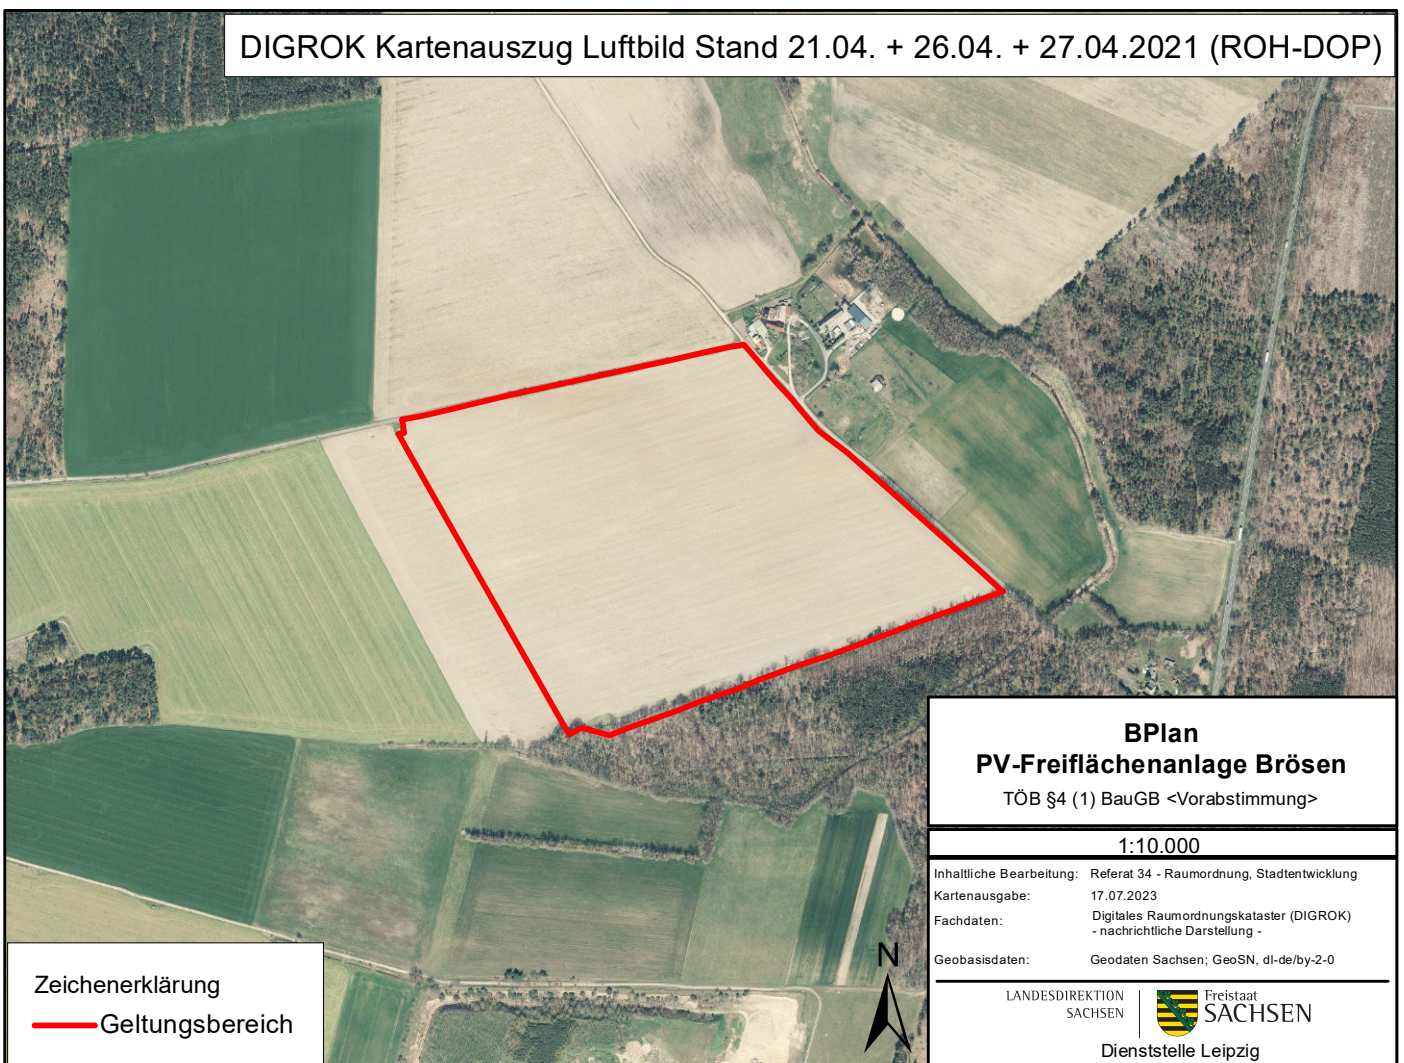 DIGROK Kartenauszug Luftbild Stand 21.04. + 26.04. + 27.04.2021 (ROH-DOP)
BPlan
PV-Freiflächenanlage Brösen
TÖB §4 (1) BauGB <Vorabstimmung>
1:10.000
Inhaltliche Bearbeitung: Referat 34 - Raumordnung, Stadtentwicklung
Kartenausgabe: 17.07.2023
Fachdaten: Digitales Raumordnungskataster (DIGROK)
- nachrichtliche Darstellung -
Geobasisdaten: Geodaten Sachsen; GeoSN, dl-de/by-2-0
LANDESDIREKTION
SACHSEN
Freistaat
SACHSEN
Dienststelle Leipzig
N
Zeichenerklärung
Geltungsbereich